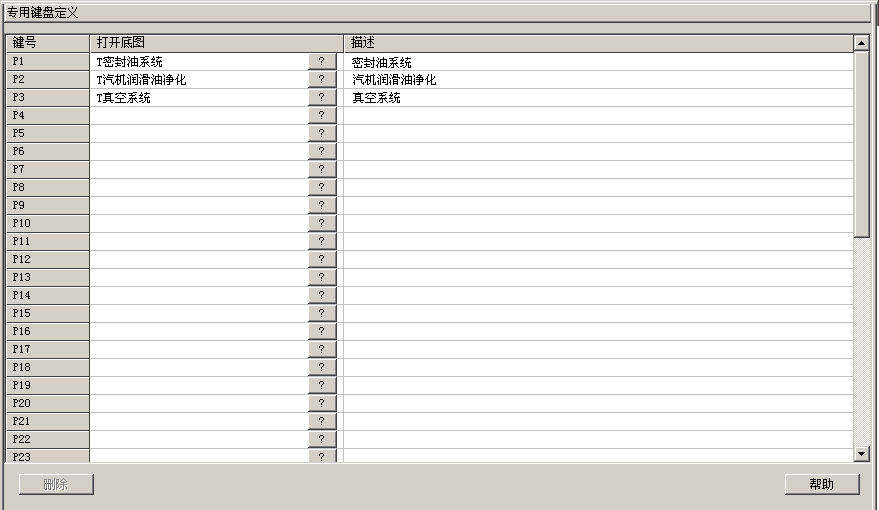 专用键盘定义
键号 打开底图 描述
P1 T密封油系统 ? 密封油系统
P2 T汽机润滑油净化 ? 汽机润滑油净化
P3 T真空系统 ? 真空系统
P4 ?
P5 ?
P6 ?
P7 ?
P8 ?
P9 ?
P10 ?
P11 ?
P12 ?
P13 ?
P14 ?
P15 ?
P16 ?
P17 ?
P18 ?
P19 ?
P20 ?
P21 ?
P22 ?
P23 ?
删除 帮助